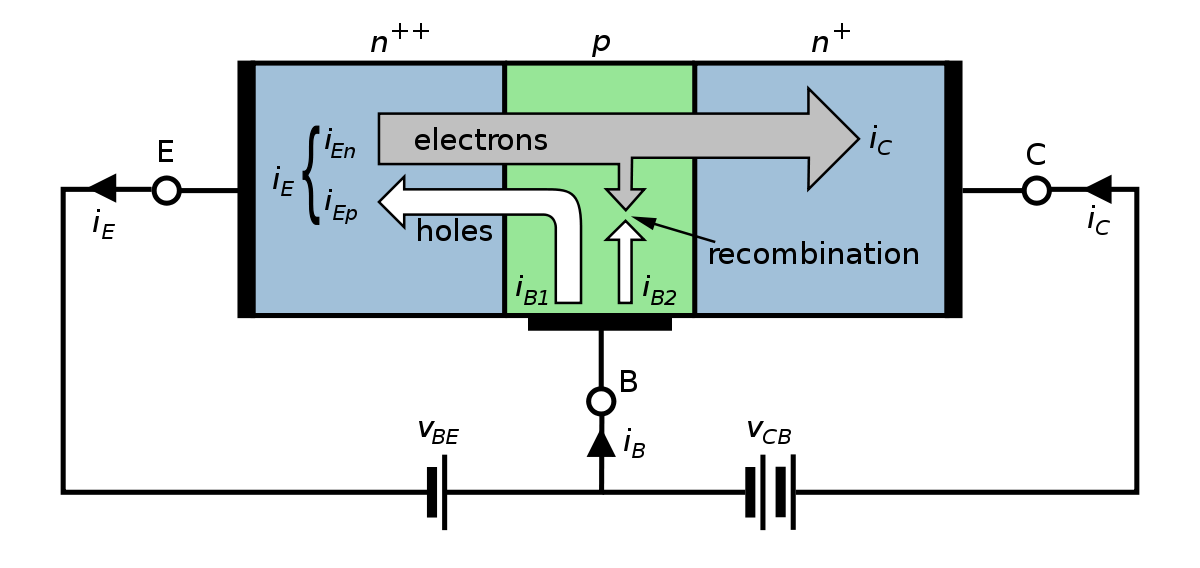 n++ p n+
E
C
electrons
iEn
iE {
iEp
iC
holes
recombination
iE
iC
iB1
iB2
B
iB
vBE
vCB